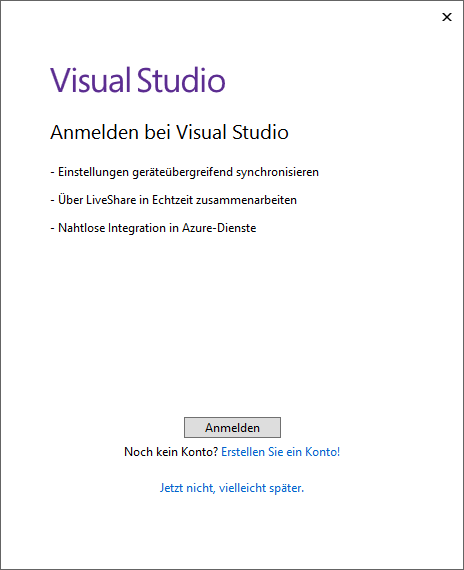 Visual Studio
Anmelden bei Visual Studio
- Einstellungen geräteübergreifend synchronisieren
- Über LiveShare in Echtzeit zusammenarbeiten
- Nahtlose Integration in Azure-Dienste
Anmelden
Noch kein Konto? Erstellen Sie ein Konto!
Jetzt nicht, vielleicht später.